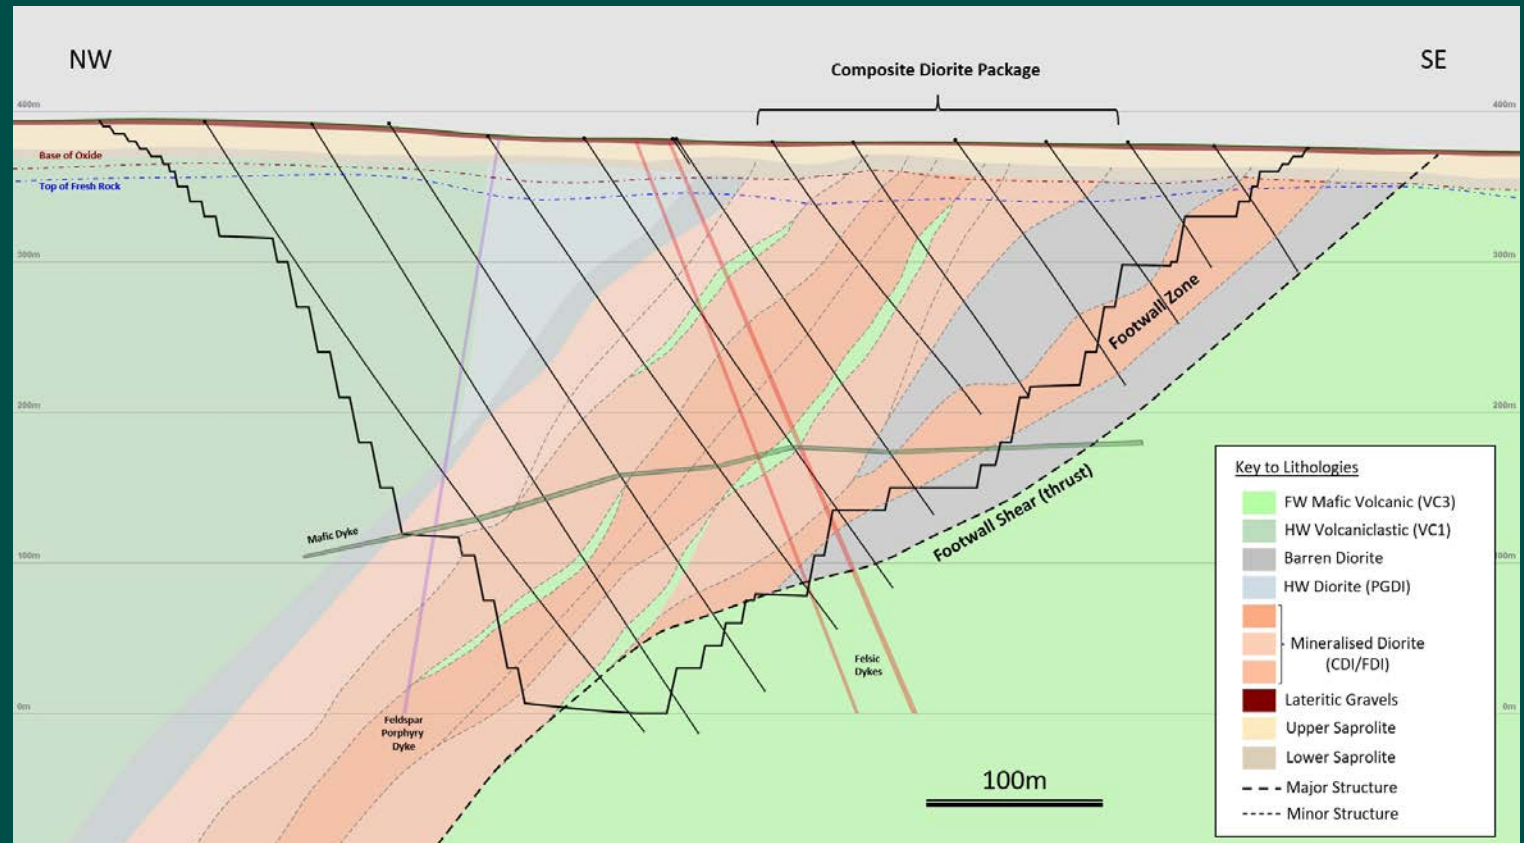 NW
SE
Composite Diorite Package
400m
400m
Base of Oxide
Top of Fresh Rock
300m
300m
Footwall Zone
200m
200m
Mafic Dyke
Footwall Shear (thrust)
100m
100m
Felsic
Dykes
0m
0m
Feldspar
Porphyry
Dyke
100m
Key to Lithologies
FW Mafic Volcanic (VC3)
HW Volcaniclastic (VC1)
Barren Diorite
HW Diorite (PGDI)
Mineralised Diorite
(CDI/FDI)
Lateritic Gravels
Upper Saprolite
Lower Saprolite
Major Structure
Minor Structure